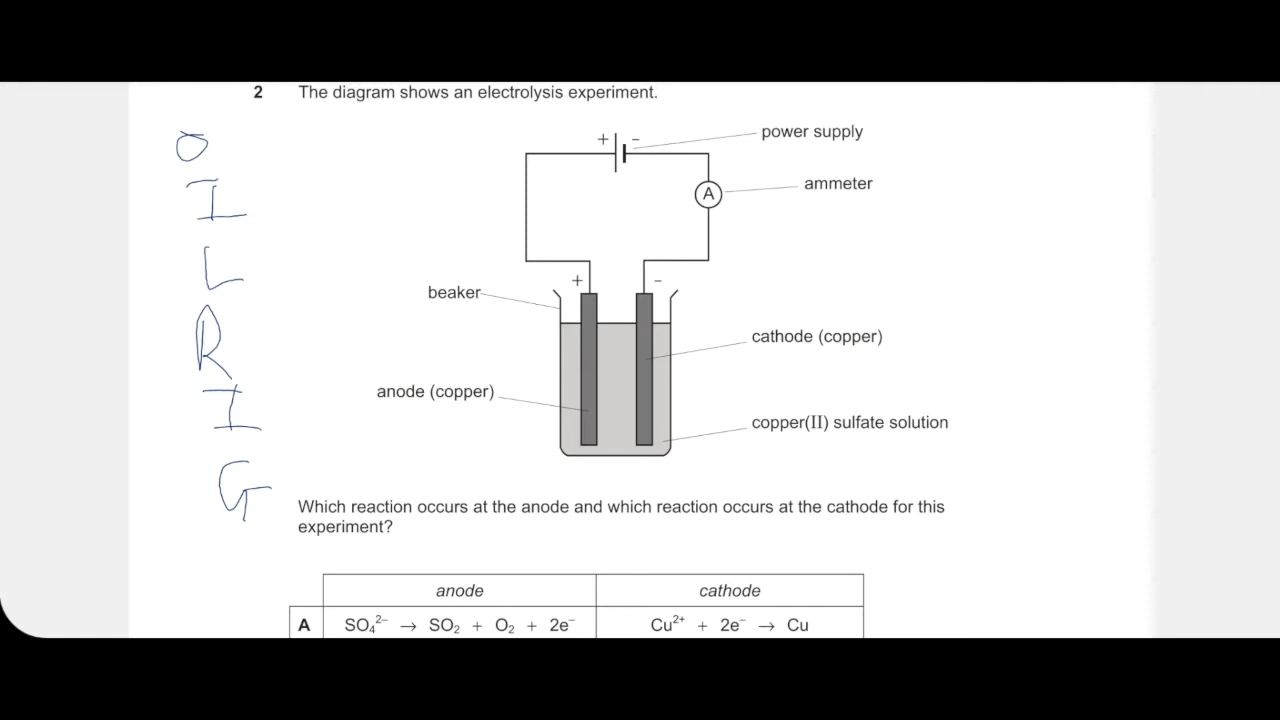 2 The diagram shows an electrolysis experiment.
+ − power supply
A ammeter
+ −
beaker
cathode (copper)
anode (copper)
copper(II) sulfate solution
O
I
L
R
I
G
Which reaction occurs at the anode and which reaction occurs at the cathode for this
experiment?
anode cathode
A SO₄²⁻ → SO₂ + O₂ + 2e⁻ Cu²⁺ + 2e⁻ → Cu